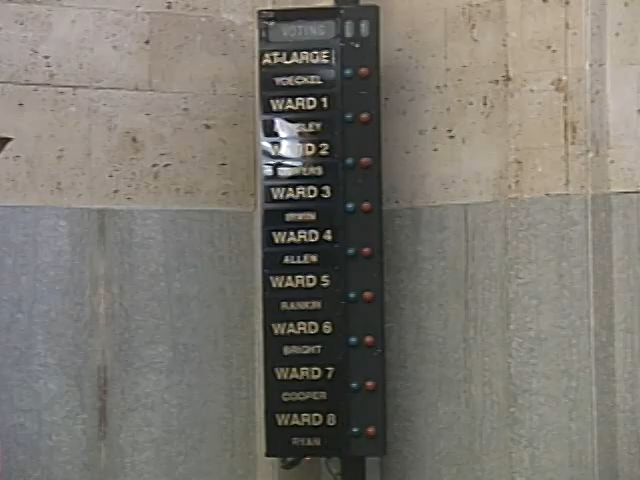 VOTING
AT-LARGE
VOECKEL
WARD 1
WARD 2
WARD 3
WARD 4
ALLEN
WARD 5
RANKIN
WARD 6
BRIGHT
WARD 7
COOPER
WARD 8
RYAN